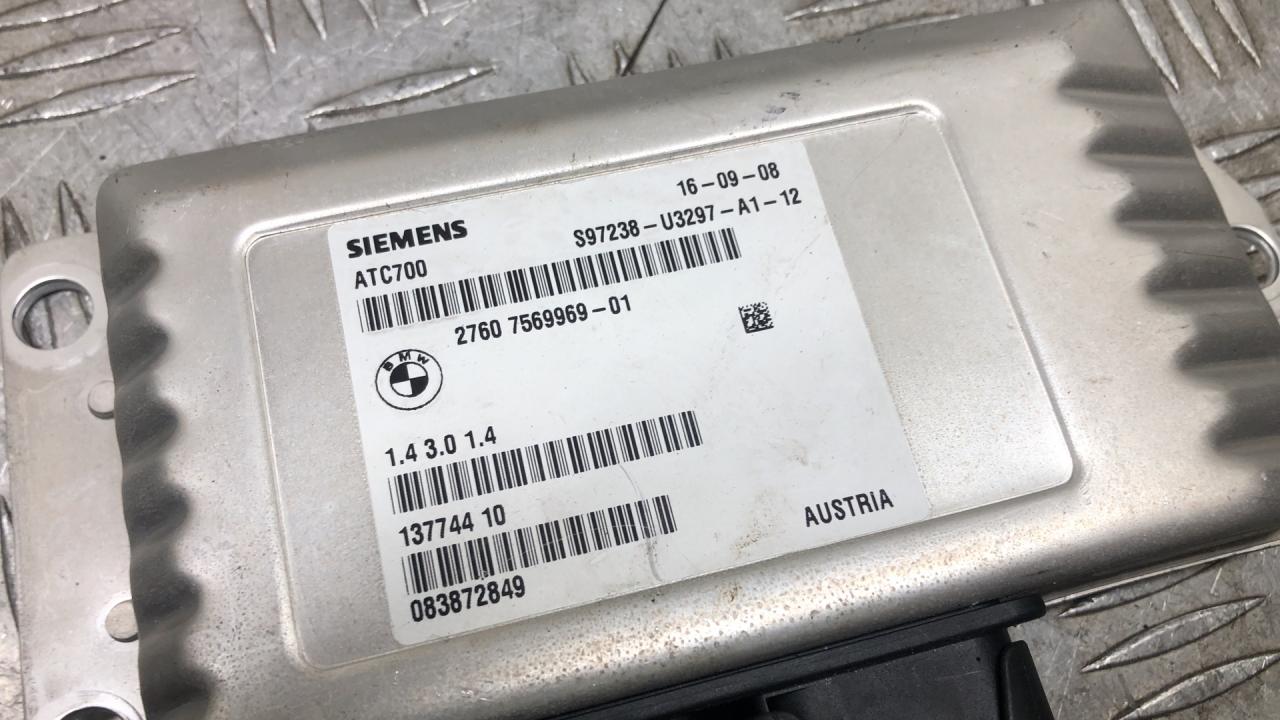 16-09-08
SIEMENS
S97238-U3297-A1-12
ATC700
2760 7569969-01
BMW
1.4 3.0 1.4
137744 10
AUSTRIA
083872849